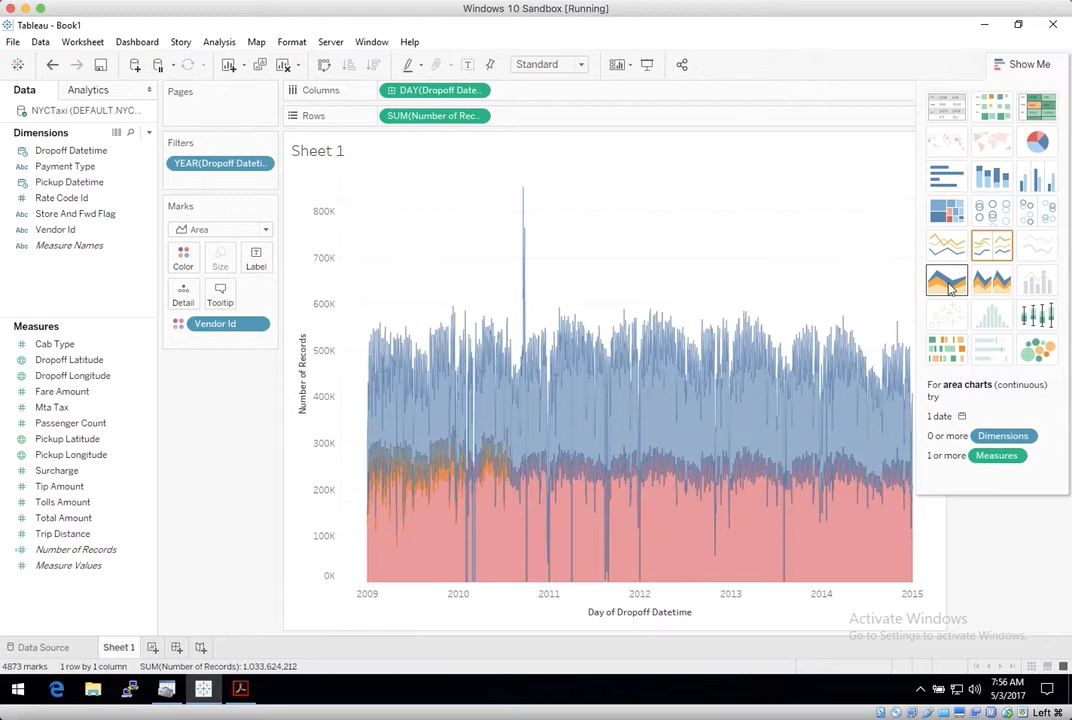 Windows 10 Sandbox [Running]
Tableau - Book1
File Data Worksheet Dashboard Story Analysis Map Format Server Window Help
Standard
Show Me
Data Analytics
NYCTaxi (DEFAULT.NYC...
Dimensions
Dropoff Datetime
Abc Payment Type
Pickup Datetime
# Rate Code Id
Abc Store And Fwd Flag
Abc Vendor Id
Abc Measure Names
Measures
# Cab Type
Dropoff Latitude
Dropoff Longitude
# Fare Amount
# Mta Tax
# Passenger Count
Pickup Latitude
Pickup Longitude
# Surcharge
# Tip Amount
# Tolls Amount
# Total Amount
# Trip Distance
# Number of Records
# Measure Values
Pages
Filters
YEAR(Dropoff Dateti..
Marks
Area
Color Size Label
Detail Tooltip
Vendor Id
Columns DAY(Dropoff Date..
Rows SUM(Number of Rec..
Sheet 1
Number of Records
800K
700K
600K
500K
400K
300K
200K
100K
0K
2009 2010 2011 2012 2013 2014 2015
Day of Dropoff Datetime
For area charts (continuous)
try
1 date
0 or more Dimensions
1 or more Measures
Activate Windows
Go to Settings to activate Windows.
Data Source Sheet 1
4873 marks 1 row by 1 column SUM(Number of Records): 1,033,624,212
7:56 AM
5/3/2017
Left ⌘